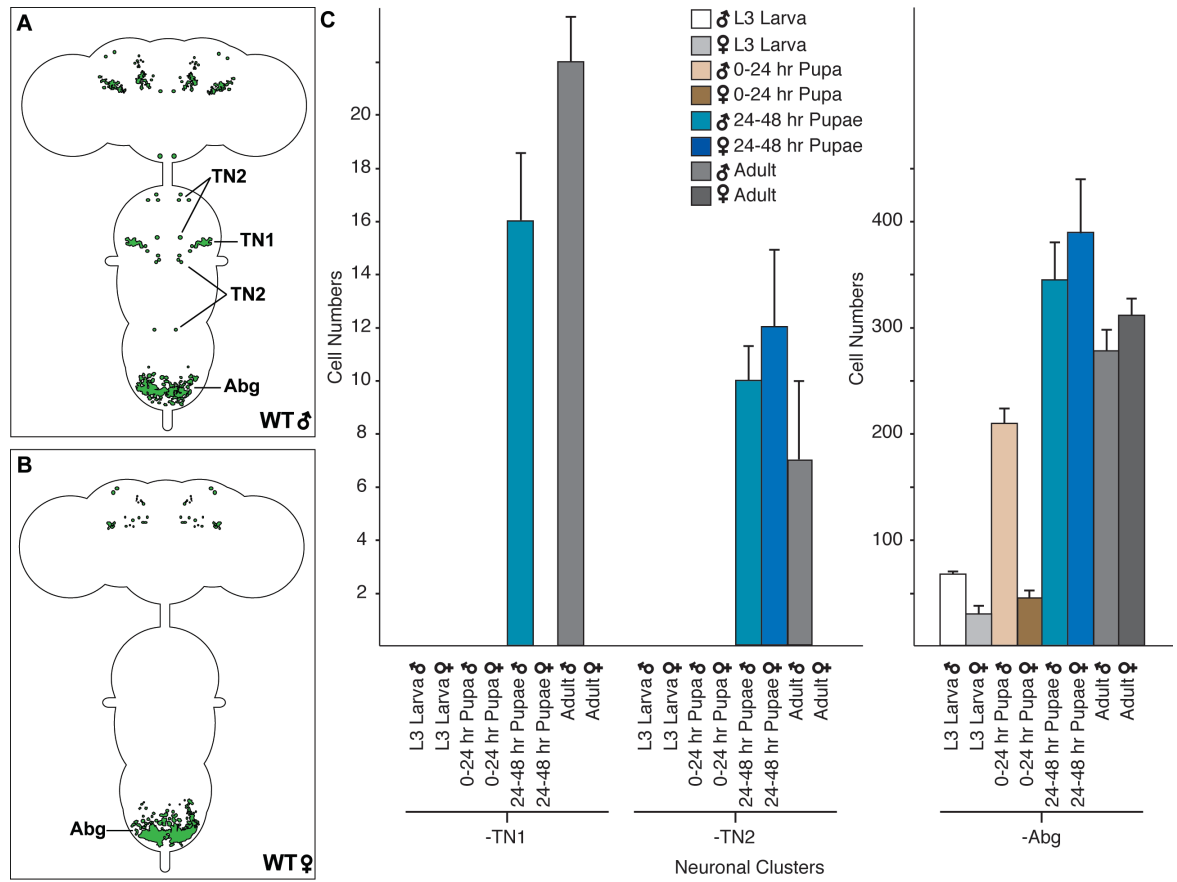 A
TN2
TN1
TN2
Abg
WT♂
B
Abg
WT♀
C
♂ L3 Larva
♀ L3 Larva
♂ 0-24 hr Pupa
♀ 0-24 hr Pupa
♂ 24-48 hr Pupae
♀ 24-48 hr Pupae
♂ Adult
♀ Adult
Cell Numbers
20
18
16
14
12
10
8
6
4
2
Cell Numbers
400
300
200
100
L3 Larva ♂
L3 Larva ♀
0-24 hr Pupa ♂
0-24 hr Pupa ♀
24-48 hr Pupae ♂
24-48 hr Pupae ♀
Adult ♂
Adult ♀
L3 Larva ♂
L3 Larva ♀
0-24 hr Pupa ♂
0-24 hr Pupa ♀
24-48 hr Pupae ♂
24-48 hr Pupae ♀
Adult ♂
Adult ♀
L3 Larva ♂
L3 Larva ♀
0-24 hr Pupa ♂
0-24 hr Pupa ♀
24-48 hr Pupae ♂
24-48 hr Pupae ♀
Adult ♂
Adult ♀
-TN1
-TN2
-Abg
Neuronal Clusters